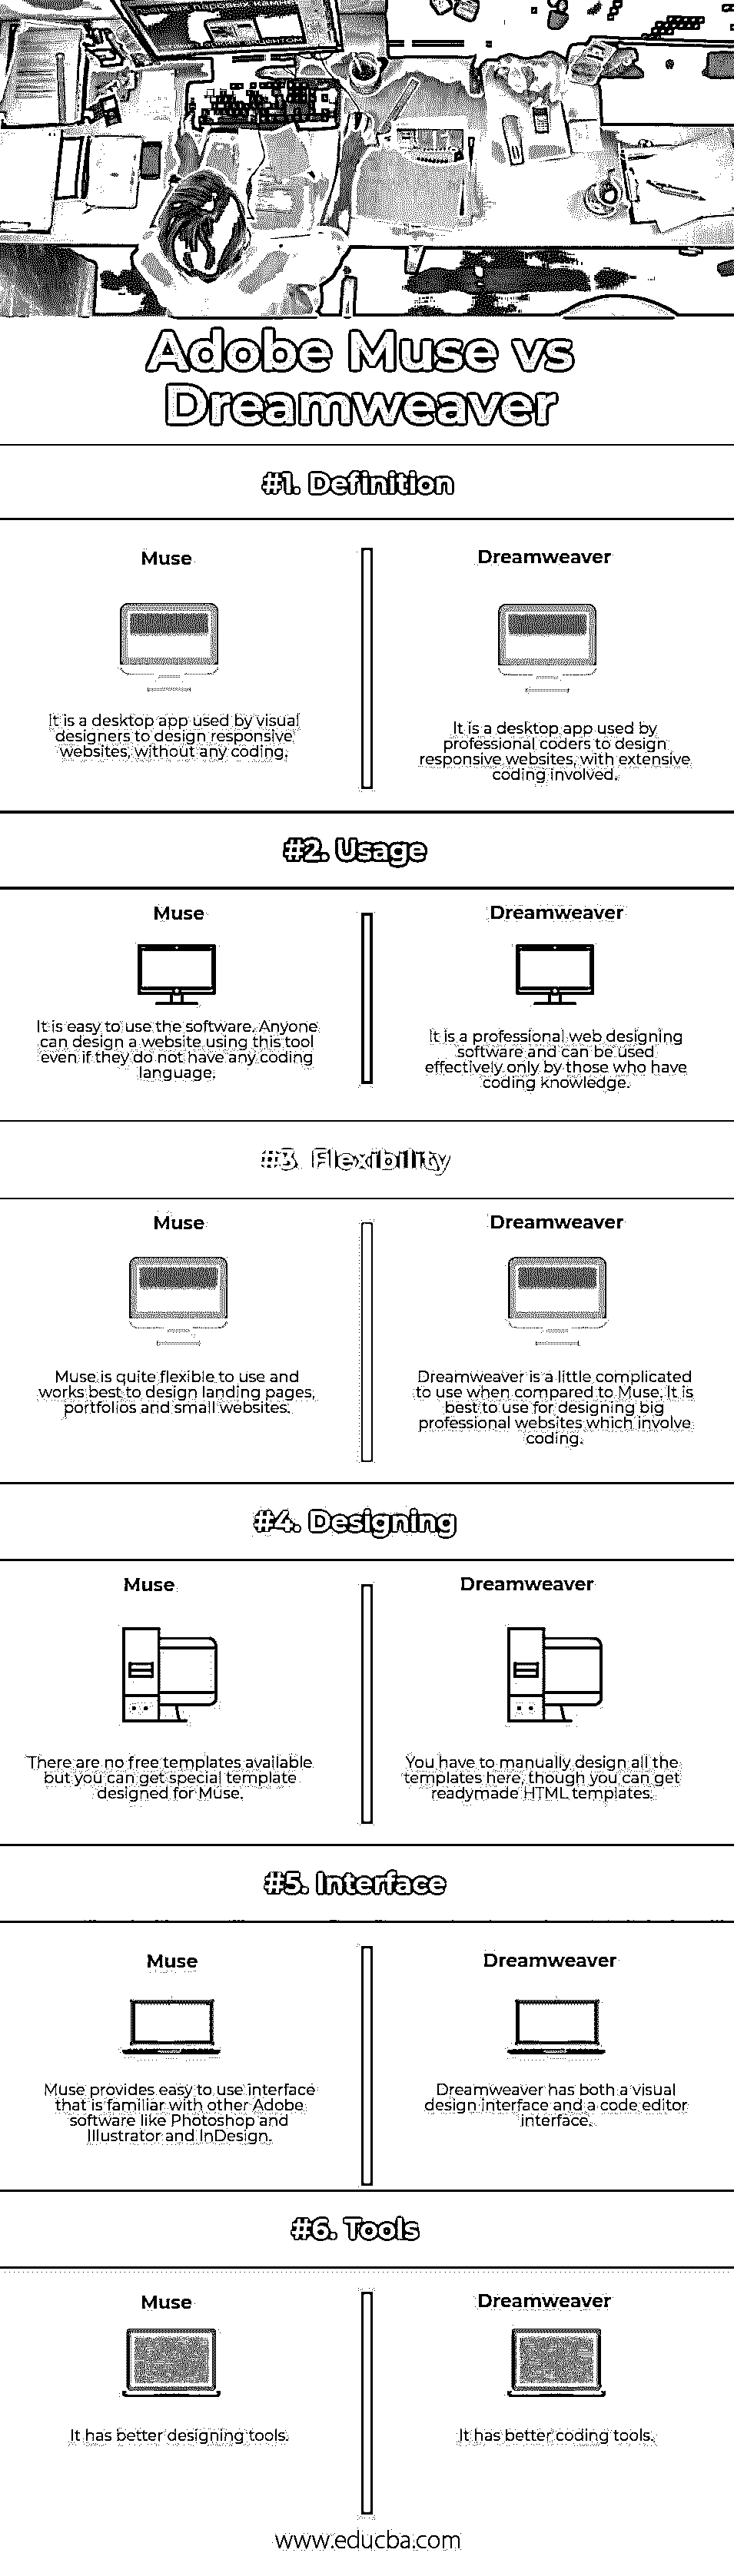 Adobe Muse vs
Dreamweaver
#1. Definition
Muse
Dreamweaver
It is a desktop app used by visual
designers to design responsive
websites, without any coding.
It is a desktop app used by
professional coders to design
responsive websites, with extensive
coding involved.
#2. Usage
Muse
Dreamweaver
It is easy to use the software. Anyone
can design a website using this tool
even if they do not have any coding
language.
It is a professional web designing
software and can be used
effectively only by those who have
coding knowledge.
#3. Flexibility
Muse
Dreamweaver
Muse is quite flexible to use and
works best to design landing pages,
portfolios and small websites.
Dreamweaver is a little complicated
to use when compared to Muse. It is
best to use for designing big
professional websites which involve
coding.
#4. Designing
Muse
Dreamweaver
There are no free templates available
but you can get special template
designed for Muse.
You have to manually design all the
templates here, though you can get
readymade HTML templates.
#5. Interface
Muse
Dreamweaver
Muse provides easy to use interface
that is familiar with other Adobe
software like Photoshop and
Illustrator and InDesign.
Dreamweaver has both a visual
design interface and a code editor
interface.
#6. Tools
Muse
Dreamweaver
It has better designing tools.
It has better coding tools.
www.educba.com